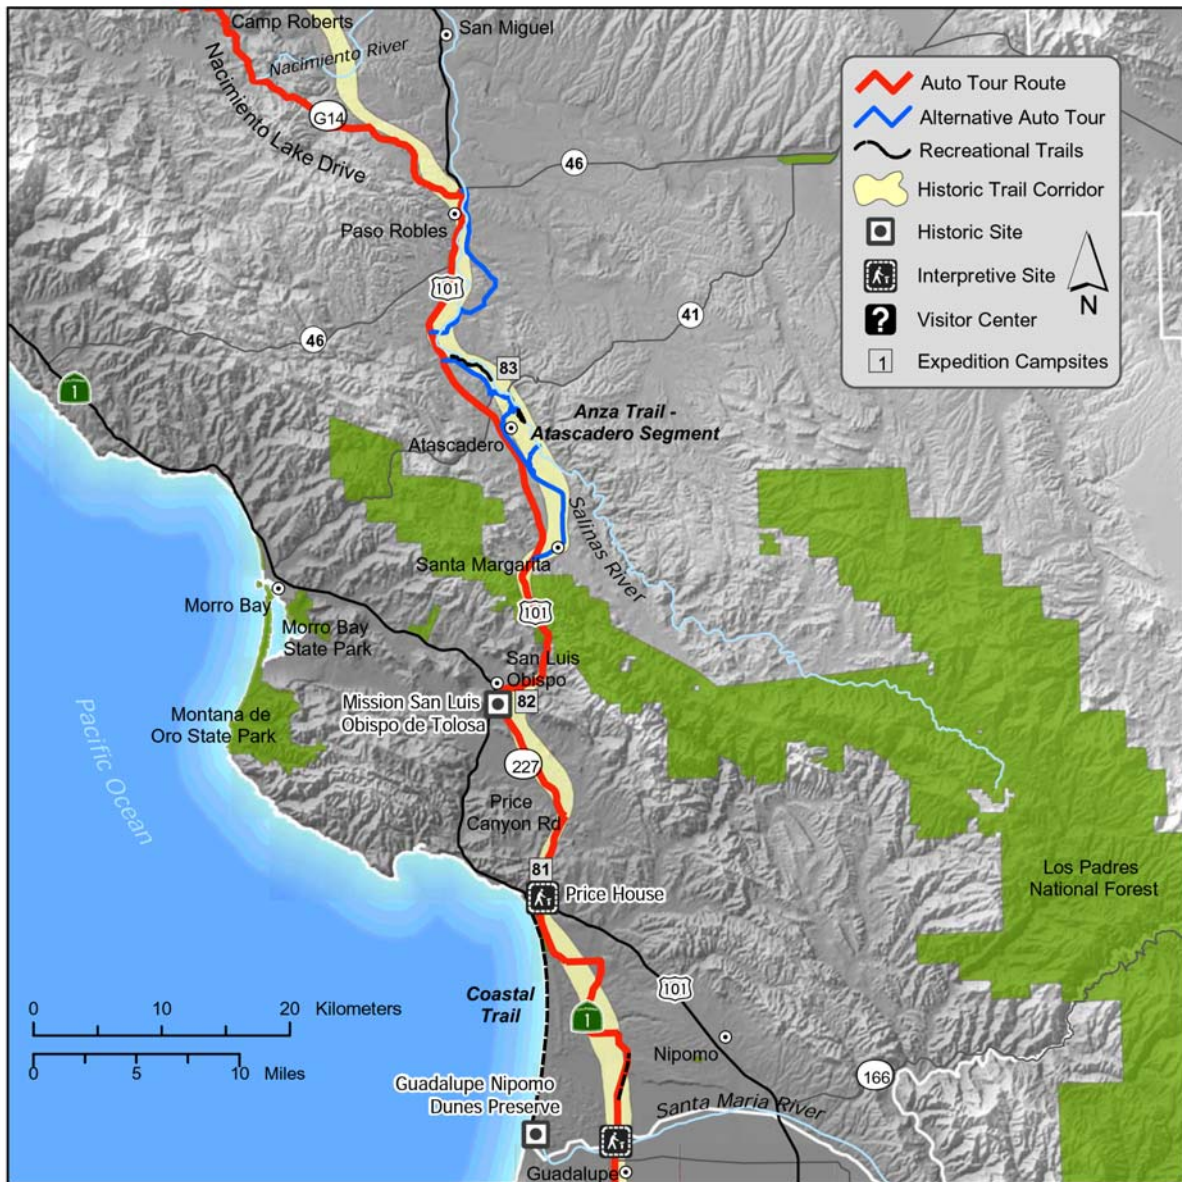 Camp Roberts
San Miguel
Nacimiento River
Nacimiento
Lake Drive
G14
46
Paso Robles
101
46
41
1
83
Anza Trail -
Atascadero Segment
Atascadero
Salinas River
Santa Margarita
101
Morro Bay
Morro Bay
State Park
San Luis
Obispo
Mission San Luis
Obispo de Tolosa
82
Montana de
Oro State Park
227
Pacific Ocean
Price
Canyon Rd
81
Price House
Los Padres
National Forest
Coastal
Trail
101
1
Nipomo
166
Guadalupe Nipomo
Dunes Preserve
Santa Maria River
Guadalupe
Auto Tour Route
Alternative Auto Tour
Recreational Trails
Historic Trail Corridor
Historic Site
Interpretive Site
N
?
Visitor Center
1
Expedition Campsites
0 10 20 Kilometers
0 5 10 Miles